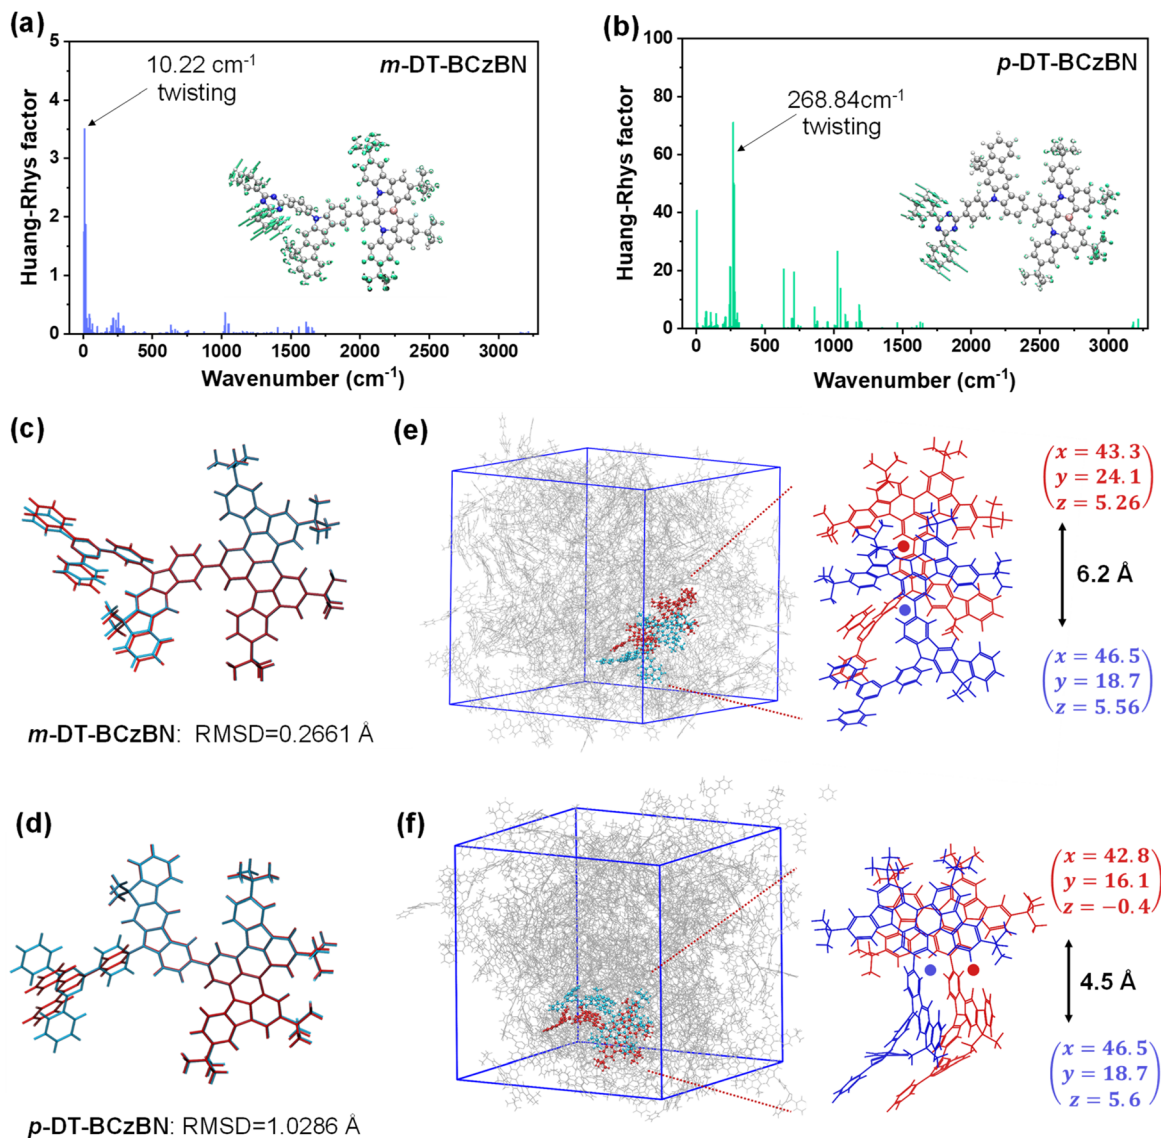 (a)
5
4
3
2
1
0
Huang-Rhys factor
10.22 cm-1
twisting
m-DT-BCzBN
0 500 1000 1500 2000 2500 3000
Wavenumber (cm-1)
(b)
100
80
60
40
20
0
Huang-Rhys factor
268.84cm-1
twisting
p-DT-BCzBN
0 500 1000 1500 2000 2500 3000
Wavenumber (cm-1)
(c)
m-DT-BCzBN: RMSD=0.2661 Å
(e)
x = 43.3
y = 24.1
z = 5.26
6.2 Å
x = 46.5
y = 18.7
z = 5.56
(d)
p-DT-BCzBN: RMSD=1.0286 Å
(f)
x = 42.8
y = 16.1
z = −0.4
4.5 Å
x = 46.5
y = 18.7
z = 5.6